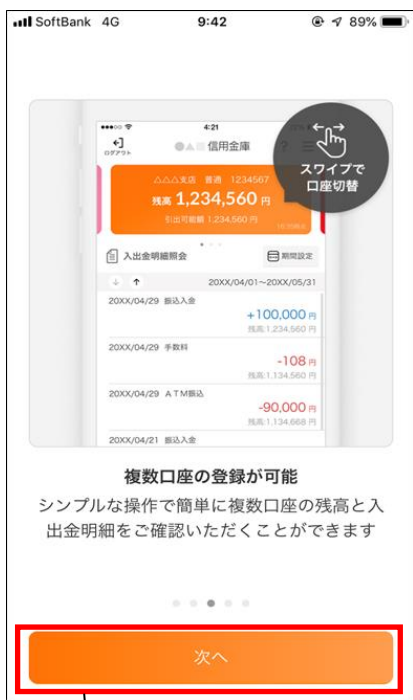 SoftBank 4G 9:42 89%
4:21
ログアウト
●▲■ 信用金庫 ?
スワイプで
口座切替
△△△支店 普通 1234567
残高 1,234,560 円
引出可能額 1,234,560 円
入出金明細照会 期間設定
20XX/04/01~20XX/05/31
20XX/04/29 振込入金
+100,000 円
残高:1,234,560 円
20XX/04/29 手数料
-108 円
残高:1,134,560 円
20XX/04/29 ATM振込
-90,000 円
残高:1,134,668 円
20XX/04/21 振込入金
複数口座の登録が可能
シンプルな操作で簡単に複数口座の残高と入
出金明細をご確認いただくことができます
次へ